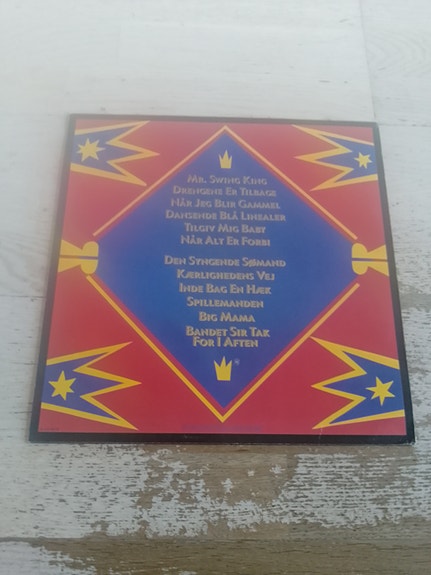 MR. SWING KING
DRENGENE ER TILBAGE
NÅR JEG BLIR GAMMEL
DANSENDE BLÅ LINEALER
TILGIV MIG BABY
NÅR ALT ER FORBI
DEN SYNGENDE SØMAND
KÆRLIGHEDENS VEJ
INDE BAG EN HÆK
SPILLEMANDEN
BIG MAMA
BANDET SIR TAK
FOR I AFTEN